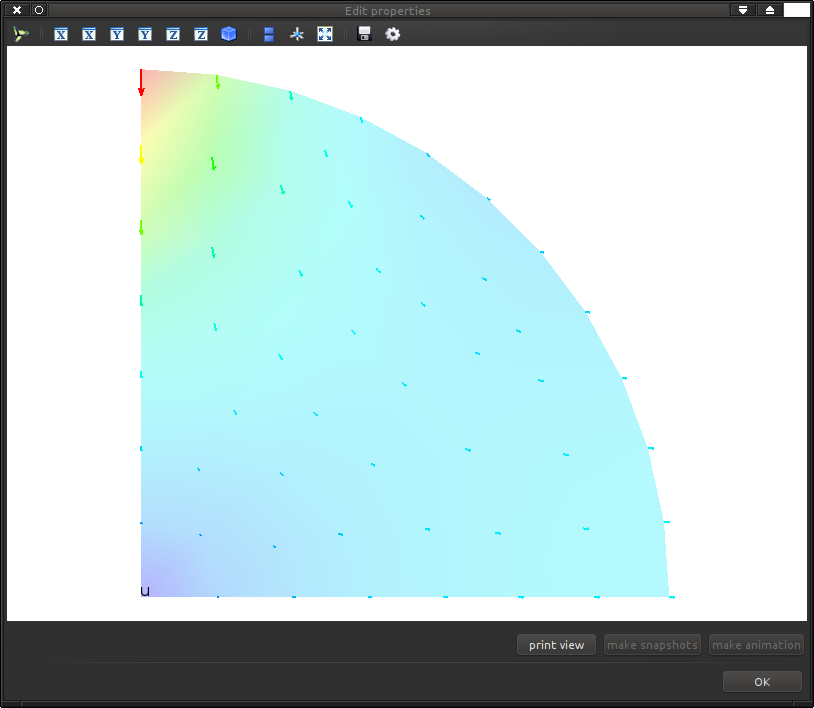 Edit properties
X X Y Y Z Z
u
print view make snapshots make animation
OK